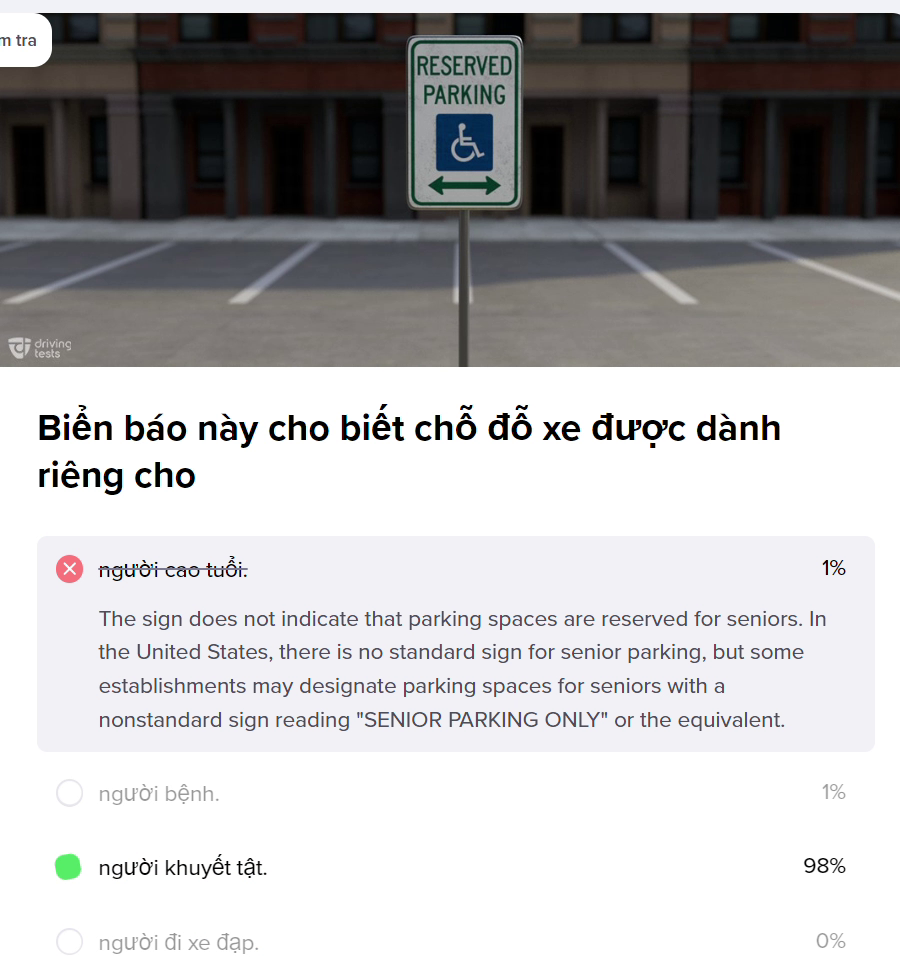 m tra
RESERVED
PARKING
driving
tests
Biển báo này cho biết chỗ đỗ xe được dành
riêng cho
người cao tuổi.
1%
The sign does not indicate that parking spaces are reserved for seniors. In
the United States, there is no standard sign for senior parking, but some
establishments may designate parking spaces for seniors with a
nonstandard sign reading "SENIOR PARKING ONLY" or the equivalent.
người bệnh.
1%
người khuyết tật.
98%
người đi xe đạp.
0%